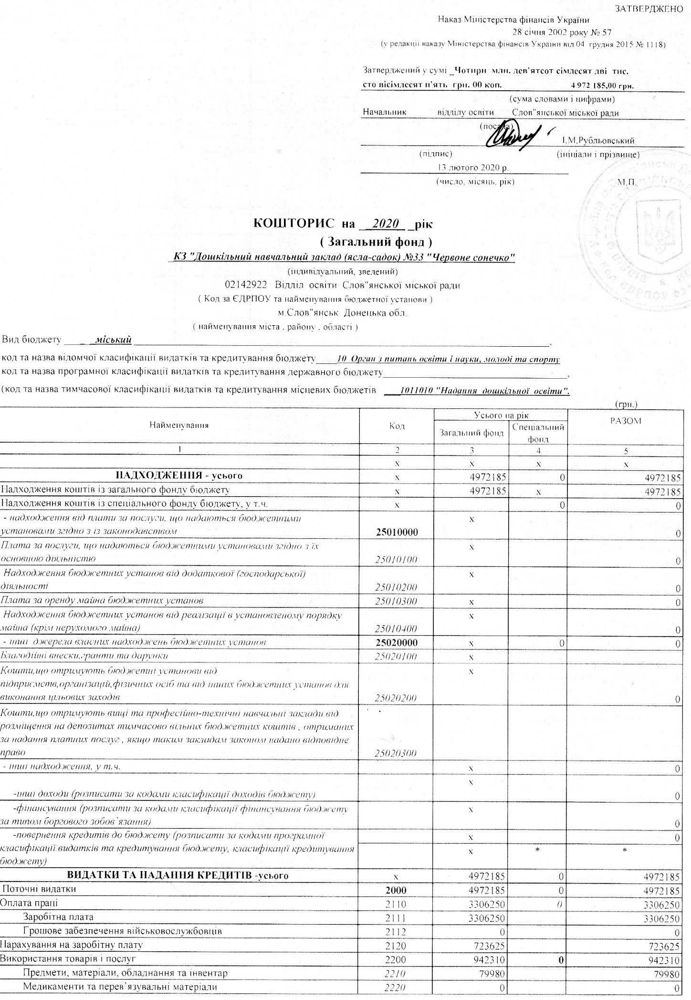 ЗАТВЕРДЖЕНО
Наказ Міністерства фінансів України
28 січня 2002 року № 57
(у редакції наказу Міністерства фінансів України від 04 грудня 2015 № 1118)
Затверджений у сумі _Чотири млн. дев'ятсот сімдесят дві тис.
сто вісімдесят п'ять грн. 00 коп. 4 972 185,00 грн.
(сума словами і цифрами)
Начальник відділу освіти Слов"янської міської ради
(посада)
І.М.Рубльовський
(підпис) (ініціали і прізвище)
13 лютого 2020 р.
(число, місяць, рік) М.П.
КОШТОРИС на __2020__ рік
( Загальний фонд )
КЗ "Дошкільний навчальний заклад (ясла-садок) №33 "Червоне сонечко"
(індивідуальний, зведений)
02142922 Відділ освіти Слов"янської міської ради
( Код за ЄДРПОУ та найменування бюджетної установи )
м.Слов"янськ Донецька обл.
( найменування міста , району , області )
Вид бюджету ____ міський ____,
код та назва відомчої класифікації видатків та кредитування бюджету____10 Орган з питань освіти і науки, молоді та спорту
код та назва програмної класифікації видатків та кредитування державного бюджету____,
(код та назва тимчасової класифікації видатків та кредитування місцевих бюджетів ____1011010 "Надання дошкільної освіти".
(грн.)
Найменування Код Усього на рік РАЗОМ
Загальний фонд Спеціальний фонд
1 2 3 4 5
x x x x
НАДХОДЖЕННЯ - усього x 4972185 0 4972185
Надходження коштів із загального фонду бюджету x 4972185 x 4972185
Надходження коштів із спеціального фонду бюджету, у т.ч. x 0 0
- надходження від плати за послуги, що надаються бюджетними x
установами згідно з із законодавством 25010000 0
Плата за послуги, що надаються бюджетними установами згідно з їх x
основною діяльністю 25010100 0
Надходження бюджетних установ від додаткової (господарської) x
діяльності 25010200 0
Плата за оренду майна бюджетних установ 25010300 x 0
Надходження бюджетних установ від реалізації в установленому порядку x
майна (крім нерухомого майна) 25010400 0
- інші джерела власних надходжень бюджетних установ 25020000 x 0 0
Благодійні внески,гранти та дарунки 25020100 x
Кошти,що отримують бюджетні установи від x
підприємств,організацій,фізичних осіб та від інших бюджетних установ для
виконання цільових заходів 25020200 0
Кошти,що отримують вищі та професійно-технічні навчальні заклади від
розміщення на депозитах тимчасово вільних бюджетних коштів , отриманих
за надання платних послуг , якщо таким закладам законом надано відповідне
право 25020300
- інші надходження, у т.ч. x 0
x
-інші доходи (розписати за кодами класифікації доходів бюджету) 0
-фінансування (розписати за кодами класифікації фінансування бюджету x
за типом боргового зобов`язання) 0
-повернення кредитів до бюджету (розписати за кодами програмної x 0
класифікації видатків та кредитування бюджету, класифікації кредитування x * *
бюджету)
ВИДАТКИ ТА НАДАННЯ КРЕДИТІВ -усього x 4972185 0 4972185
Поточні видатки 2000 4972185 0 4972185
Оплата праці 2110 3306250 0 3306250
Заробітна плата 2111 3306250 3306250
Грошове забезпечення військовослужбовців 2112 0 0
Нарахування на заробітну плату 2120 723625 723625
Використання товарів і послуг 2200 942310 0 942310
Предмети, матеріали, обладнання та інвентар 2210 79980 79980
Медикаменти та перев`язувальні матеріали 2220 0 0